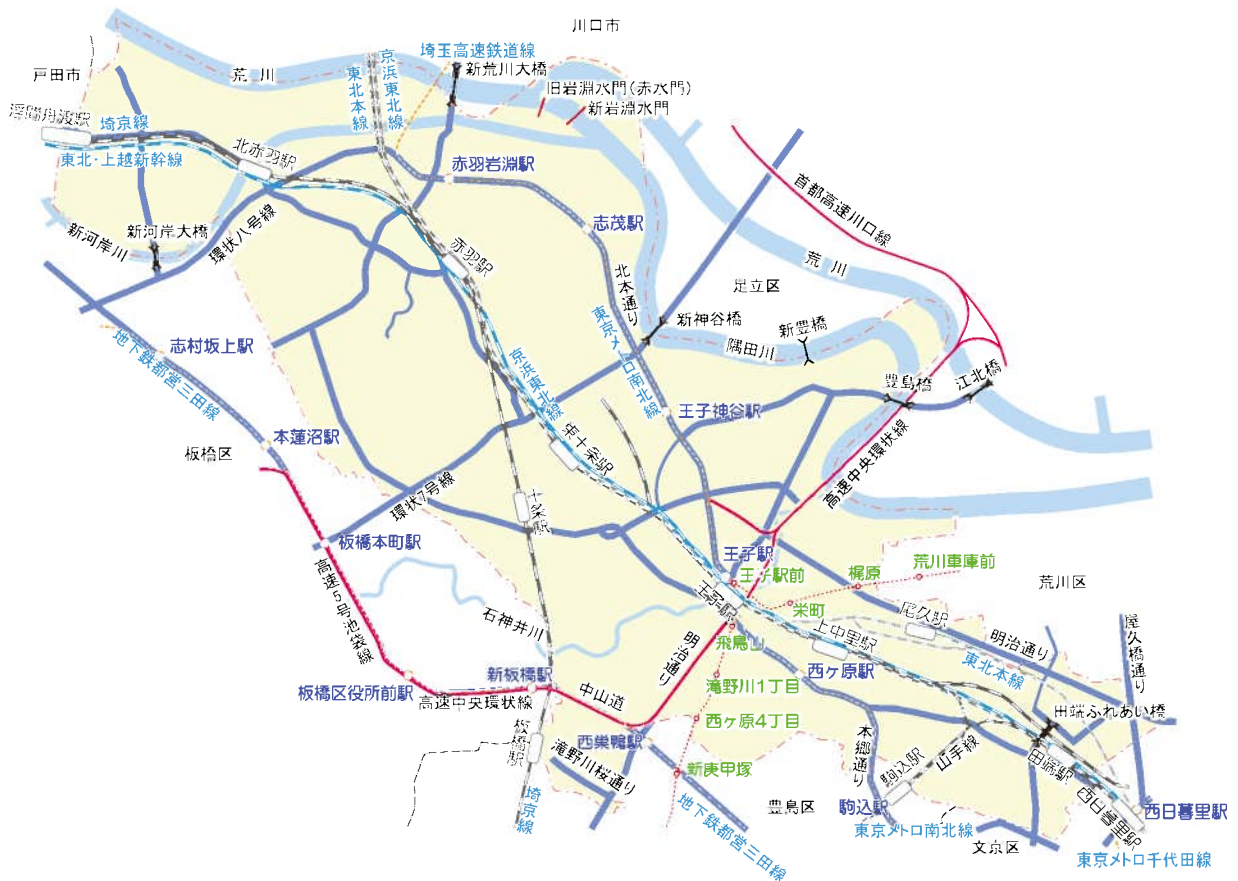 川口市
戸田市
荒川
京浜東北線
東北本線
埼玉高速鉄道線
新荒川大橋
旧岩淵水門(赤水門)
新岩淵水門
浮間舟渡駅
埼京線
東北・上越新幹線
北赤羽駅
赤羽岩淵駅
首都高速川口線
志茂駅
新河岸川
新河岸大橋
環状八号線
赤羽駅
北本通り
荒川
足立区
東京メトロ南北線
新神谷橋
新豊橋
隅田川
地下鉄都営三田線
志村坂上駅
京浜東北線
豊島橋
江北橋
王子神谷駅
本蓮沼駅
板橋区
東十条駅
高速中央環状線
環状7号線
十条駅
板橋本町駅
高速5号池袋線
王子駅
王子駅前
梶原
荒川車庫前
荒川区
栄町
王子駅
石神井川
飛鳥山
上中里駅
尾久駅
明治通り
尾久橋通り
明治通り
東北本線
西ヶ原駅
新板橋駅
板橋区役所前駅
高速中央環状線
中山道
滝野川1丁目
西ヶ原4丁目
田端ふれあい橋
板橋駅
西巣鴨駅
滝野川桜通り
本郷通り
駒込駅
山手線
田端駅
新庚申塚
埼京線
地下鉄都営三田線
豊島区
駒込駅
東京メトロ南北線
文京区
西日暮里駅
西日暮里駅
東京メトロ千代田線